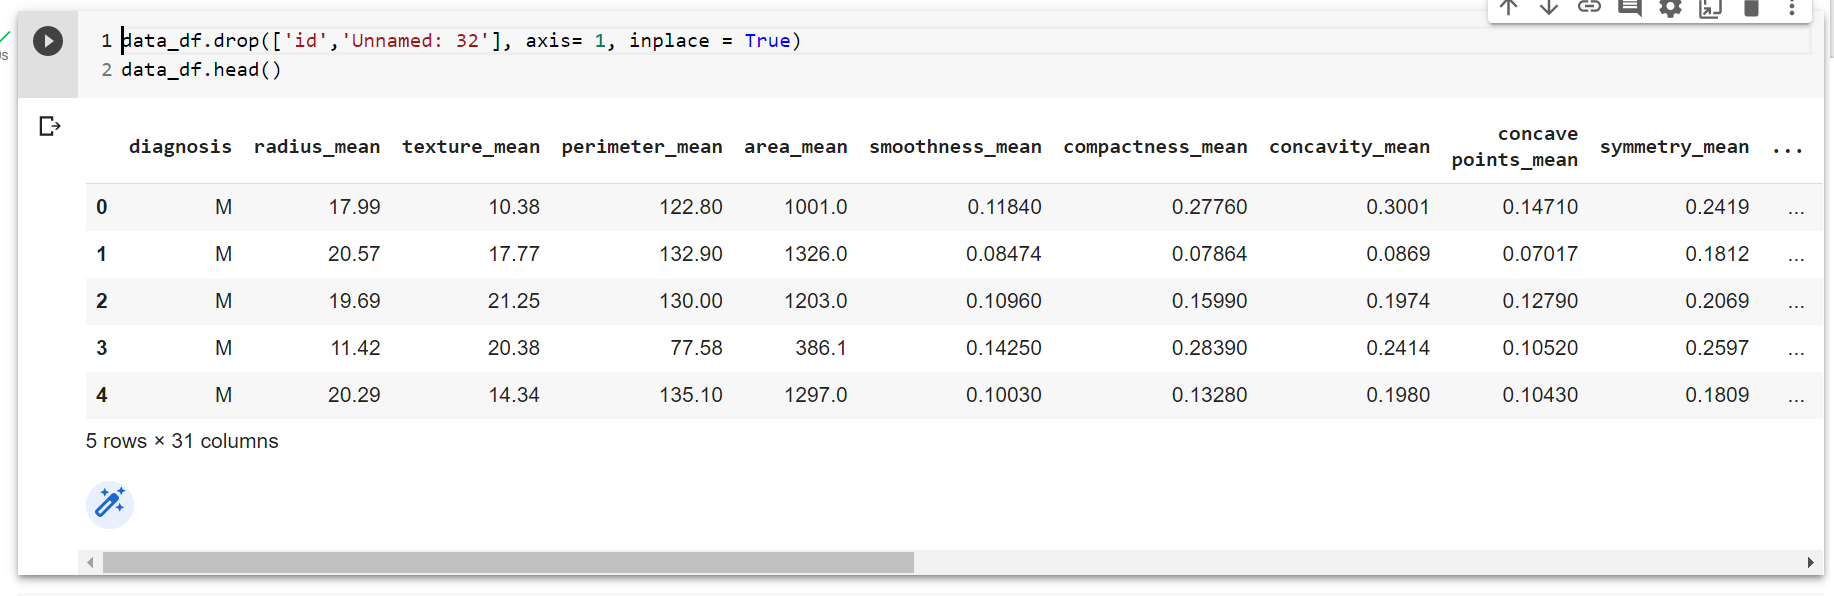 1 data_df.drop(['id','Unnamed: 32'], axis= 1, inplace = True)
2 data_df.head()
diagnosis radius_mean texture_mean perimeter_mean area_mean smoothness_mean compactness_mean concavity_mean concave points_mean symmetry_mean ...
0 M 17.99 10.38 122.80 1001.0 0.11840 0.27760 0.3001 0.14710 0.2419 ...
1 M 20.57 17.77 132.90 1326.0 0.08474 0.07864 0.0869 0.07017 0.1812 ...
2 M 19.69 21.25 130.00 1203.0 0.10960 0.15990 0.1974 0.12790 0.2069 ...
3 M 11.42 20.38 77.58 386.1 0.14250 0.28390 0.2414 0.10520 0.2597 ...
4 M 20.29 14.34 135.10 1297.0 0.10030 0.13280 0.1980 0.10430 0.1809 ...
5 rows × 31 columns